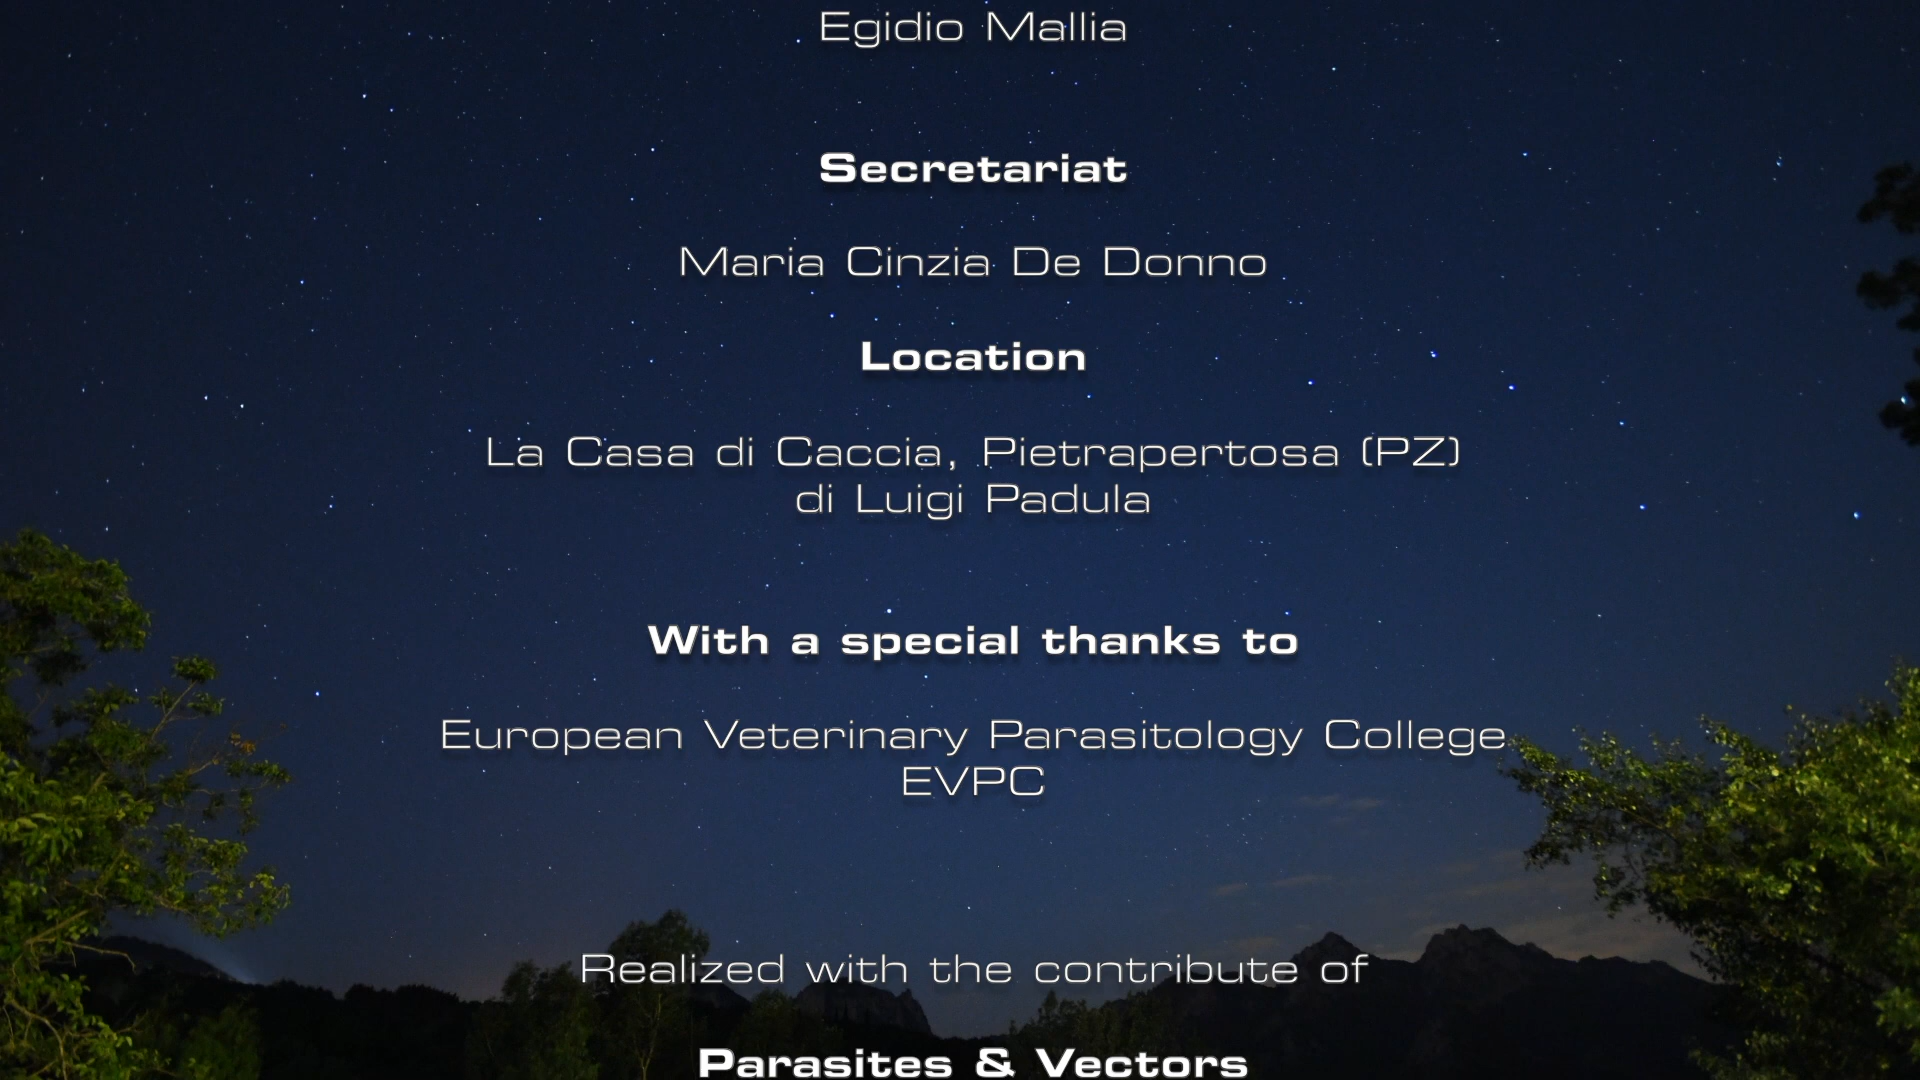 Egidio Mallia
Secretariat
Maria Cinzia De Donno
Location
La Casa di Caccia, Pietrapertosa (PZ)
di Luigi Padula
With a special thanks to
European Veterinary Parasitology College
EVPC
Realized with the contribute of
Parasites & Vectors